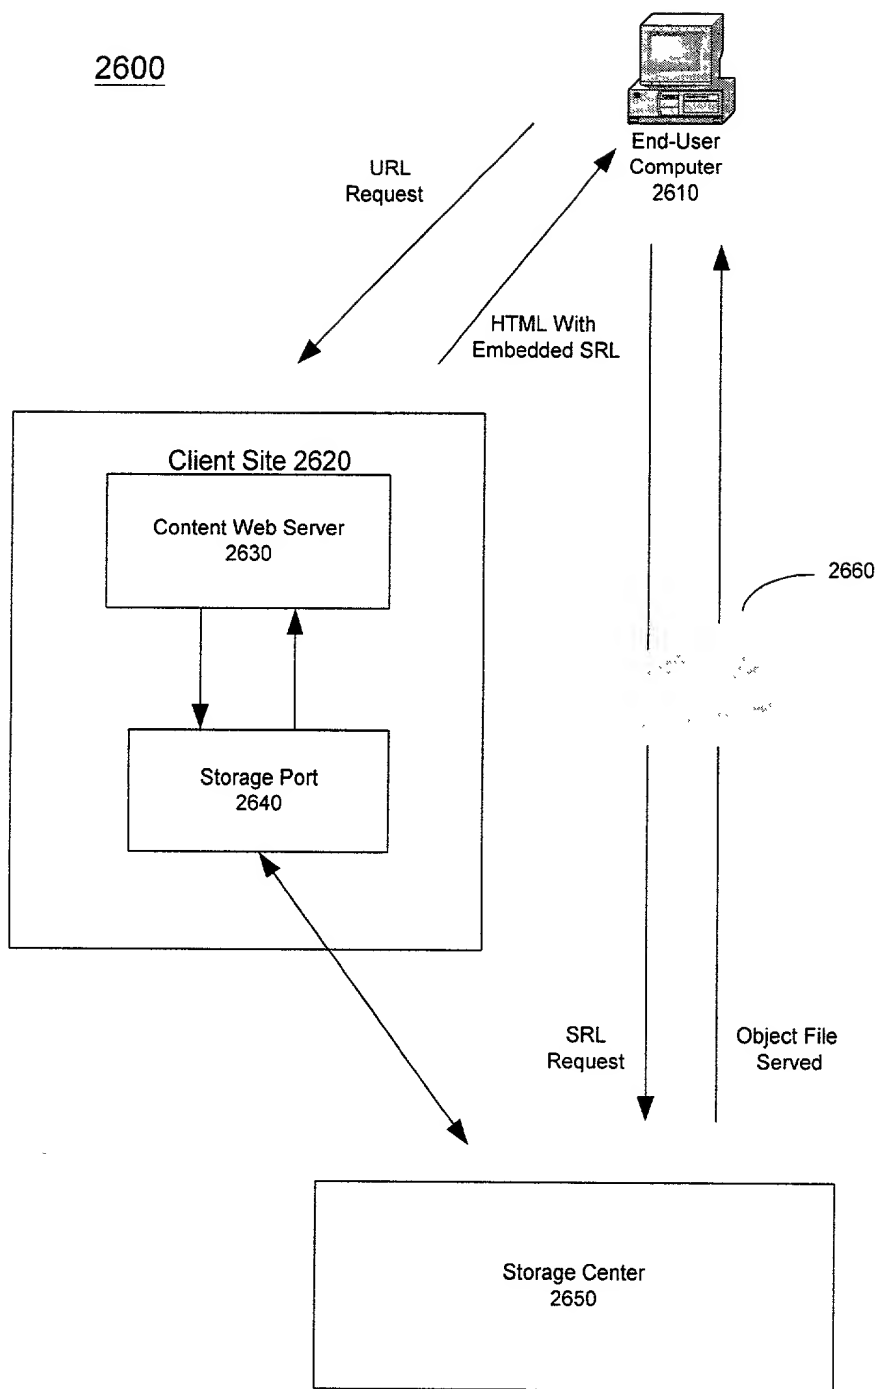 2600
End-User
Computer
2610
URL
Request
HTML With
Embedded SRL
Client Site 2620
Content Web Server
2630
2660
Storage Port
2640
SRL
Request
Object File
Served
Storage Center
2650